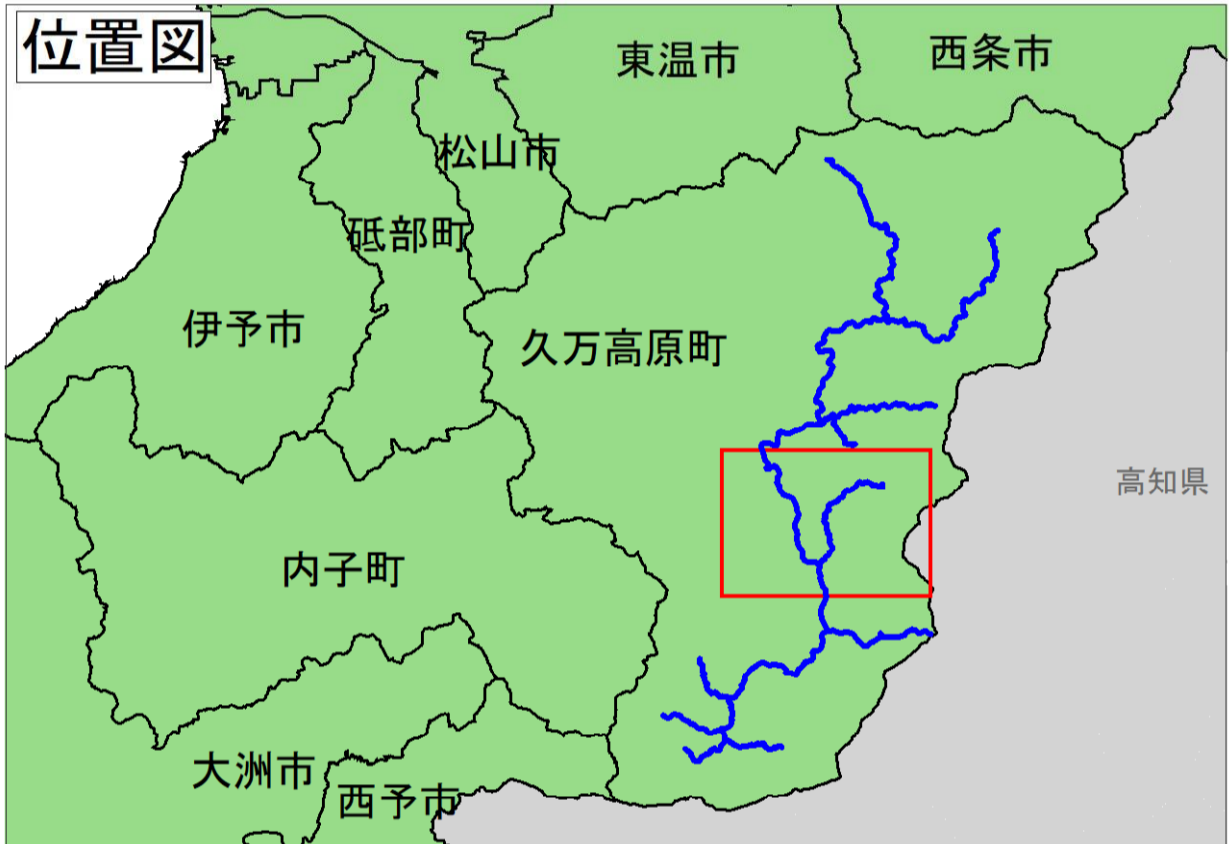 位置図
東温市
西条市
松山市
砥部町
伊予市
久万高原町
高知県
内子町
大洲市
西予市